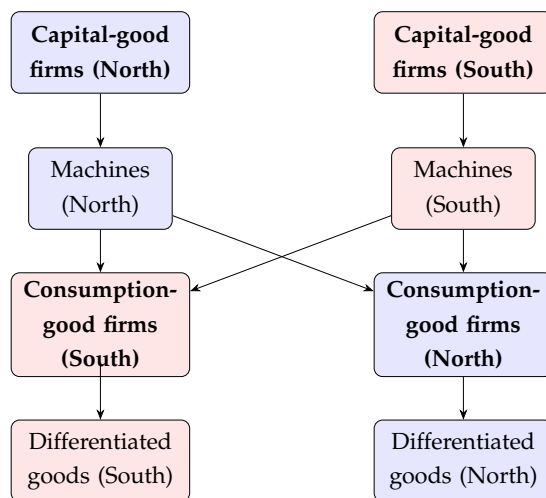 Capital-good
firms (North)
Capital-good
firms (South)
Machines
(North)
Machines
(South)
Consumption-
good firms
(South)
Consumption-
good firms
(North)
Differentiated
goods (South)
Differentiated
goods (North)